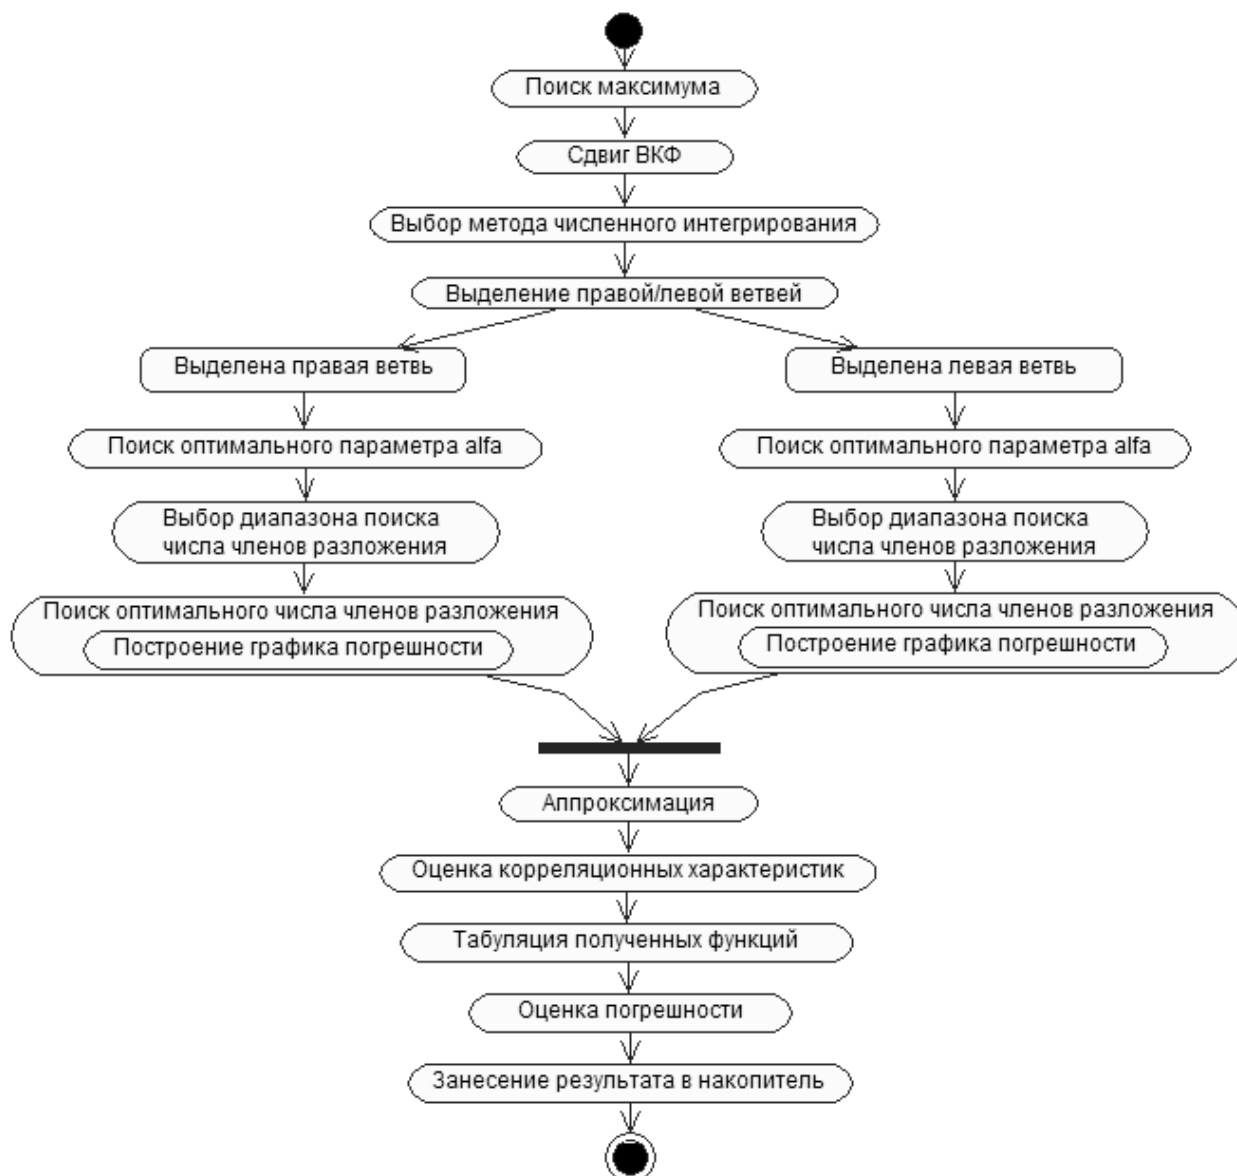 Поиск максимума
Сдвиг ВКФ
Выбор метода численного интегрирования
Выделение правой/левой ветвей
Выделена правая ветвь
Выделена левая ветвь
Поиск оптимального параметра alfa
Поиск оптимального параметра alfa
Выбор диапазона поиска
числа членов разложения
Выбор диапазона поиска
числа членов разложения
Поиск оптимального числа членов разложения
Построение графика погрешности
Поиск оптимального числа членов разложения
Построение графика погрешности
Аппроксимация
Оценка корреляционных характеристик
Табуляция полученных функций
Оценка погрешности
Занесение результата в накопитель